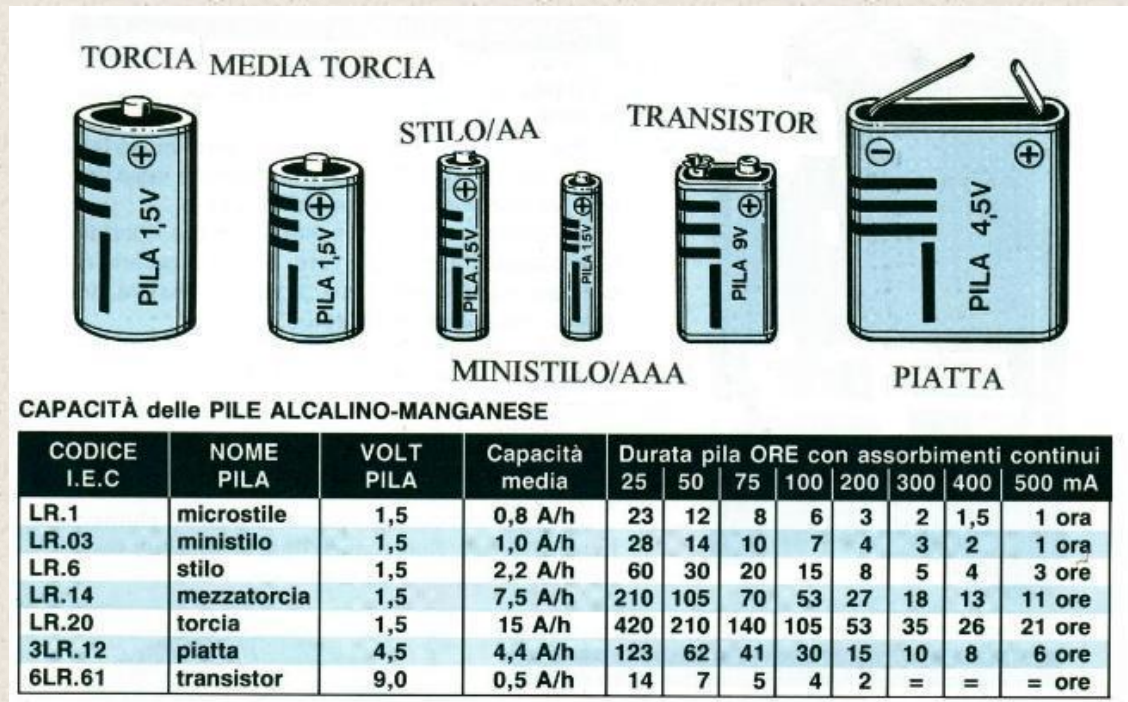 TORCIA MEDIA TORCIA
STILO/AA
TRANSISTOR
PILA 1,5V
PILA 1,5V
PILA.1.5V
PILA 1.5V
PILA 9V
PILA 4,5V
MINISTILO/AAA
PIATTA
CAPACITÀ delle PILE ALCALINO-MANGANESE
CODICE I.E.C NOME PILA VOLT PILA Capacità media Durata pila ORE con assorbimenti continui
25 50 75 100 200 300 400 500 mA
LR.1 microstile 1,5 0,8 A/h 23 12 8 6 3 2 1,5 1 ora
LR.03 ministilo 1,5 1,0 A/h 28 14 10 7 4 3 2 1 ora
LR.6 stilo 1,5 2,2 A/h 60 30 20 15 8 5 4 3 ore
LR.14 mezzatorcia 1,5 7,5 A/h 210 105 70 53 27 18 13 11 ore
LR.20 torcia 1,5 15 A/h 420 210 140 105 53 35 26 21 ore
3LR.12 piatta 4,5 4,4 A/h 123 62 41 30 15 10 8 6 ore
6LR.61 transistor 9,0 0,5 A/h 14 7 5 4 2 = = = ore